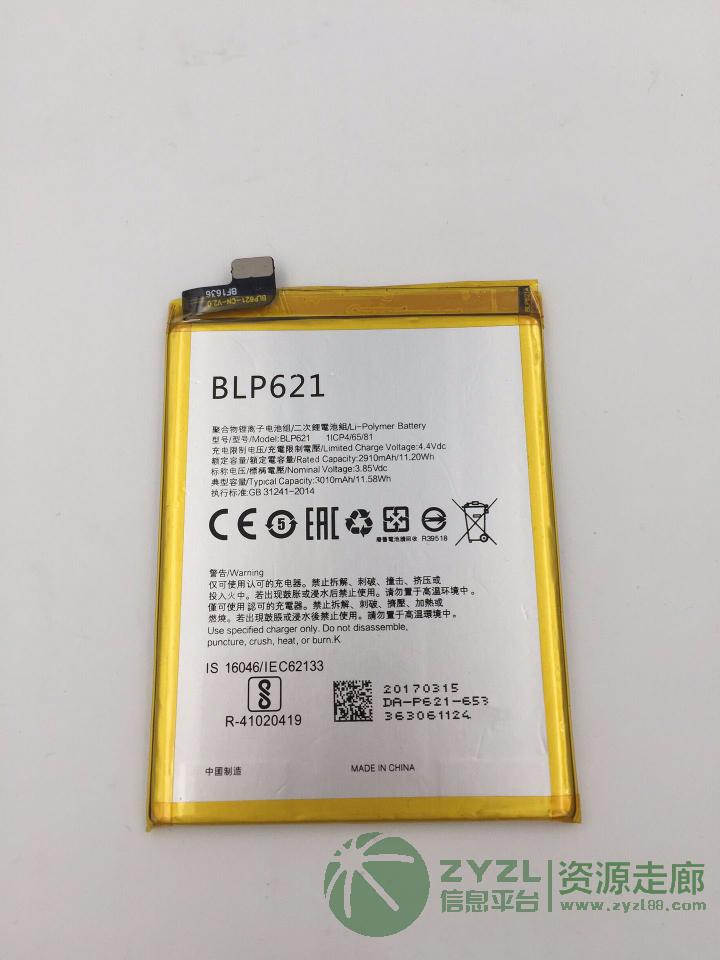 BLP621-CN-V2.0
BF1636
BLP621
聚合物锂离子电池组/二次鋰電池組/Li-Polymer Battery
型号/型号/Model:BLP621 1ICP4/65/81
充电限制电压/充電限制電壓/Limited Charge Voltage:4.4Vdc
额定容量/額定電容量/Rated Capacity:2910mAh/11.20Wh
标称电压/標稱電壓/Nominal Voltage:3.85Vdc
典型容量/Typical Capacity:3010mAh/11.58Wh
执行标准:GB 31241-2014
CE 5 EAC 廢舊電池請回收 R39518
警告/Warning
仅可使用认可的充电器。禁止拆解、刺破、撞击、挤压或
投入火中。若出现鼓胀或浸水后禁止使用。请勿置于高温环境中。
僅可使用認可的充電器。禁止拆解、刺破、擠壓、加熱或
燃燒。若出現鼓脹或浸水後禁止使用。請勿置于高溫環境中。
Use specified charger only. Do not disassemble,
puncture, crush, heat, or burn.K
IS 16046/IEC62133
R-41020419
20170315
DA-P621-653
363061124
中國制造 MADE IN CHINA
ZYZL 信息平台 资源走廊
www.zyzl88.com